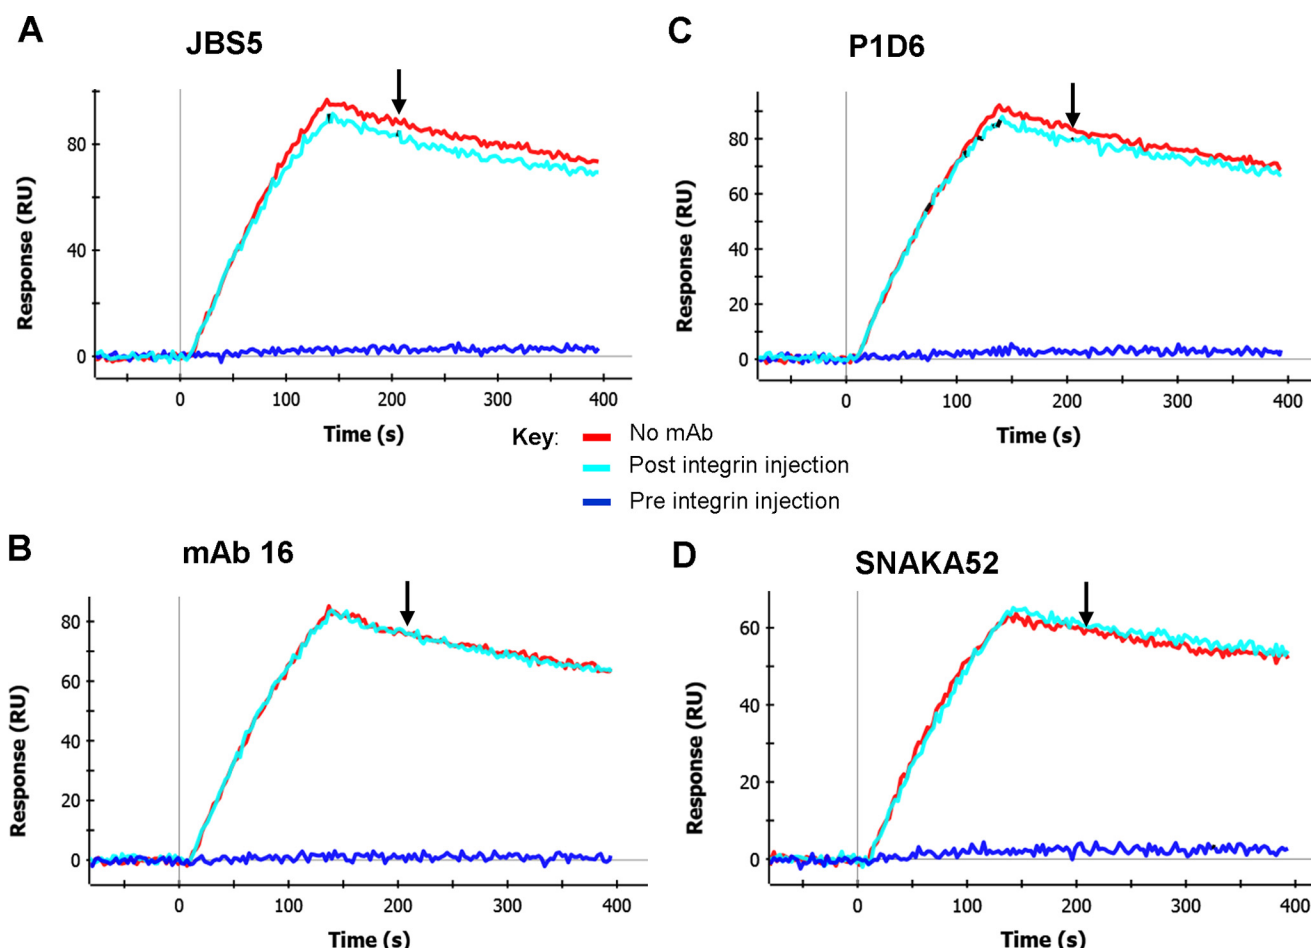 A
JBS5
Response (RU)
80
40
0
0 100 200 300 400
Time (s)
C
P1D6
Response (RU)
80
60
40
20
0
0 100 200 300 400
Time (s)
Key:
No mAb
Post integrin injection
Pre integrin injection
B
mAb 16
Response (RU)
80
60
40
20
0
0 100 200 300 400
Time (s)
D
SNAKA52
Response (RU)
60
40
20
0
0 100 200 300 400
Time (s)